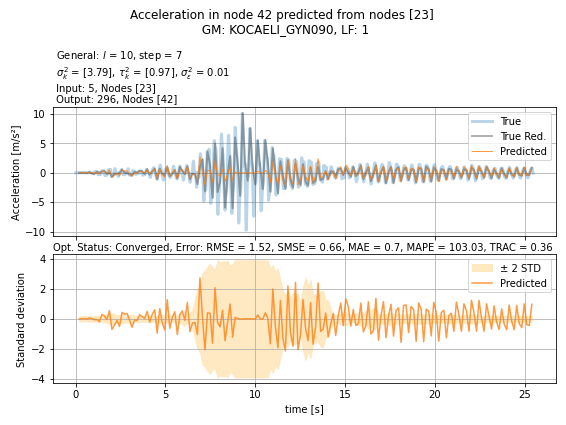 Acceleration in node 42 predicted from nodes [23]
GM: KOCAELI_GYN090, LF: 1
General: l = 10, step = 7
σ²ₖ = [3.79], τ²ₖ = [0.97], σ²ε = 0.01
Input: 5, Nodes [23]
Output: 296, Nodes [42]
Acceleration [m/s²]
10
5
0
−5
−10
True
True Red.
Predicted
Opt. Status: Converged, Error: RMSE = 1.52, SMSE = 0.66, MAE = 0.7, MAPE = 103.03, TRAC = 0.36
Standard deviation
4
2
0
−2
−4
± 2 STD
Predicted
0 5 10 15 20 25
time [s]